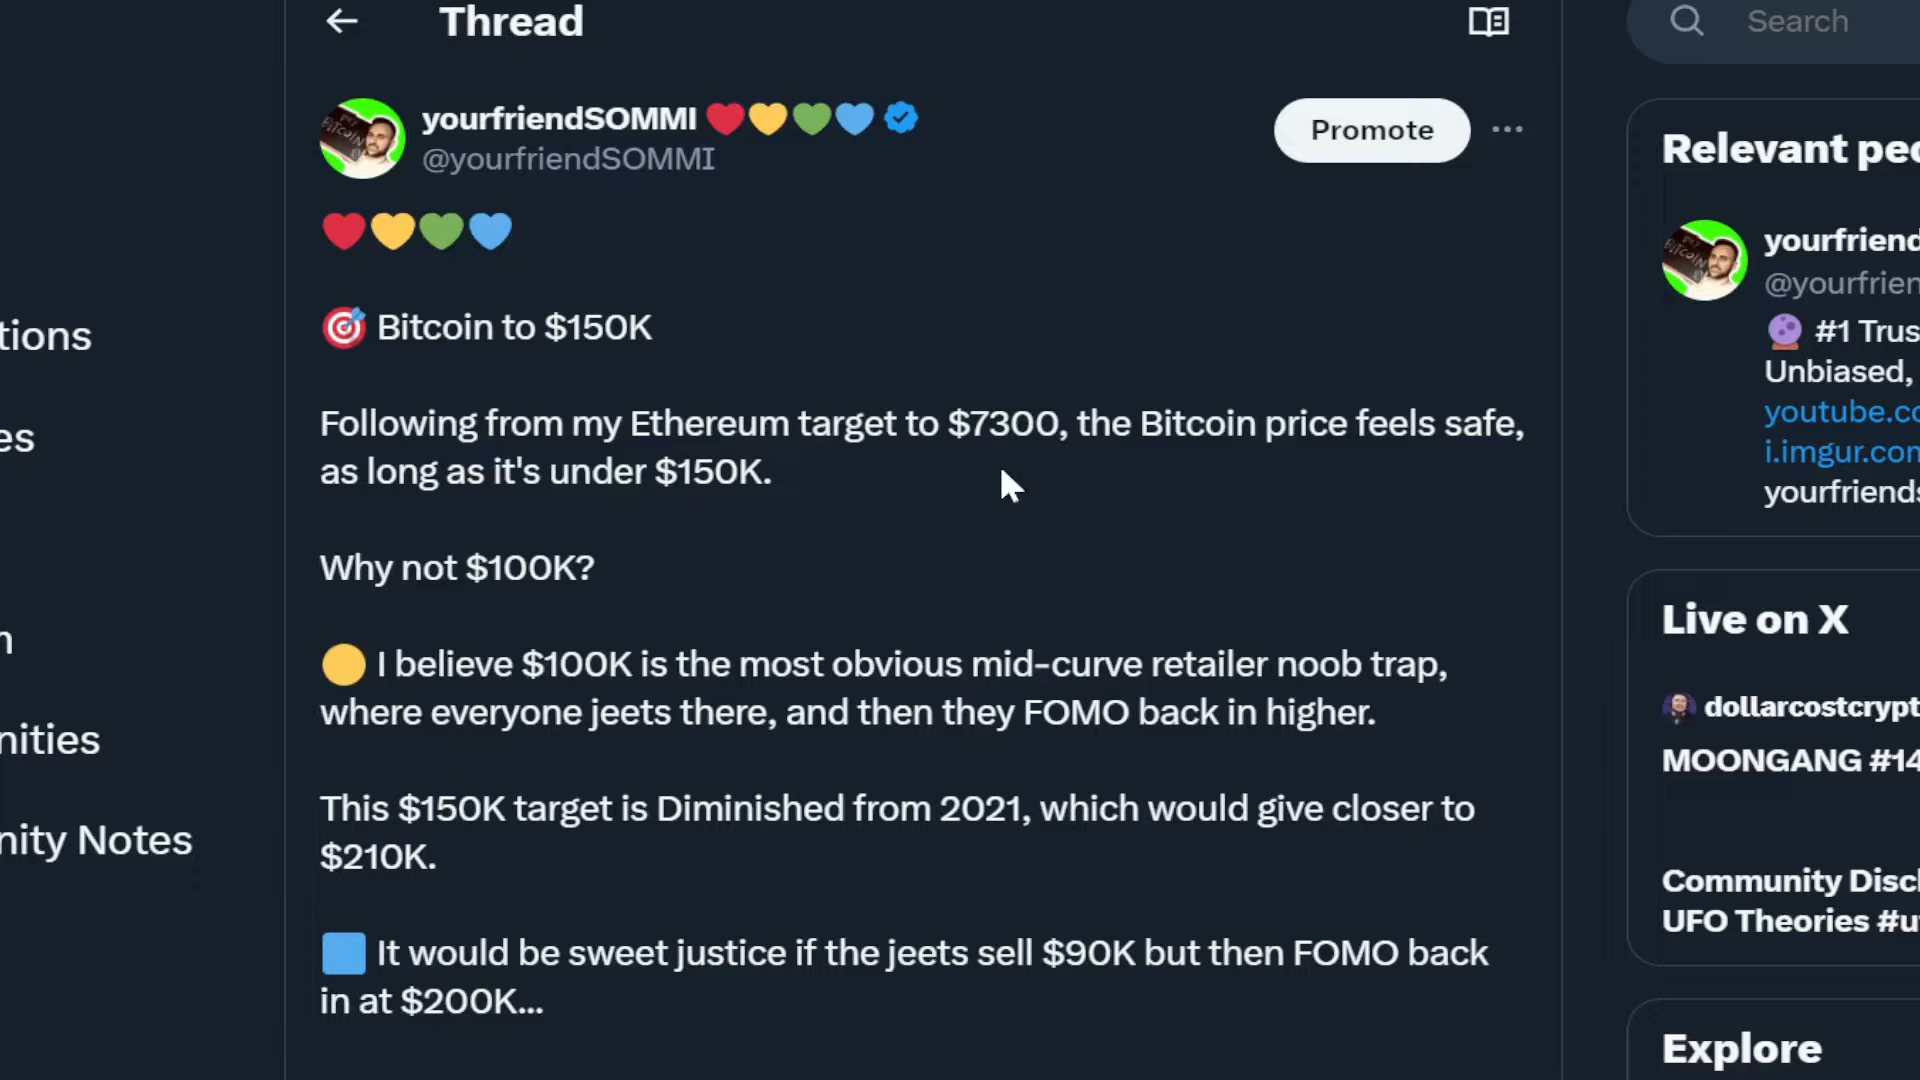 Thread
Search
yourfriendSOMMI ❤️💛💚💙
@yourfriendSOMMI
Promote
❤️💛💚💙
🎯 Bitcoin to $150K
Following from my Ethereum target to $7300, the Bitcoin price feels safe,
as long as it's under $150K.
Why not $100K?
🟡 I believe $100K is the most obvious mid-curve retailer noob trap,
where everyone jeets there, and then they FOMO back in higher.
This $150K target is Diminished from 2021, which would give closer to
$210K.
🟦 It would be sweet justice if the jeets sell $90K but then FOMO back
in at $200K...
tions
es
nities
nity Notes
Relevant peo
yourfriend
@yourfrien
🔮 #1 Trus
Unbiased,
youtube.co
i.imgur.com
yourfriends
Live on X
dollarcostcrypt
MOONGANG #14
Community Discl
UFO Theories #u
Explore